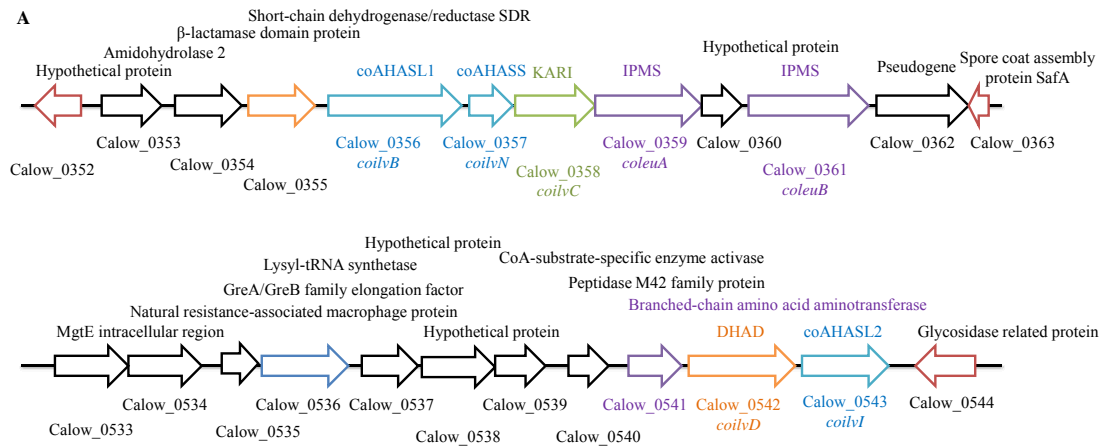 A
Short-chain dehydrogenase/reductase SDR
β-lactamase domain protein
Amidohydrolase 2
Hypothetical protein
coAHASL1
coAHASS
KARI
IPMS
Hypothetical protein
IPMS
Pseudogene
Spore coat assembly
protein SafA
Calow_0352
Calow_0353
Calow_0354
Calow_0355
Calow_0356
coilvB
Calow_0357
coilvN
Calow_0358
coilvC
Calow_0359
coleuA
Calow_0360
Calow_0361
coleuB
Calow_0362
Calow_0363
Hypothetical protein
CoA-substrate-specific enzyme activase
Lysyl-tRNA synthetase
Peptidase M42 family protein
GreA/GreB family elongation factor
Branched-chain amino acid aminotransferase
Natural resistance-associated macrophage protein
MgtE intracellular region
Hypothetical protein
DHAD
coAHASL2
Glycosidase related protein
Calow_0533
Calow_0534
Calow_0535
Calow_0536
Calow_0537
Calow_0538
Calow_0539
Calow_0540
Calow_0541
Calow_0542
coilvD
Calow_0543
coilvI
Calow_0544